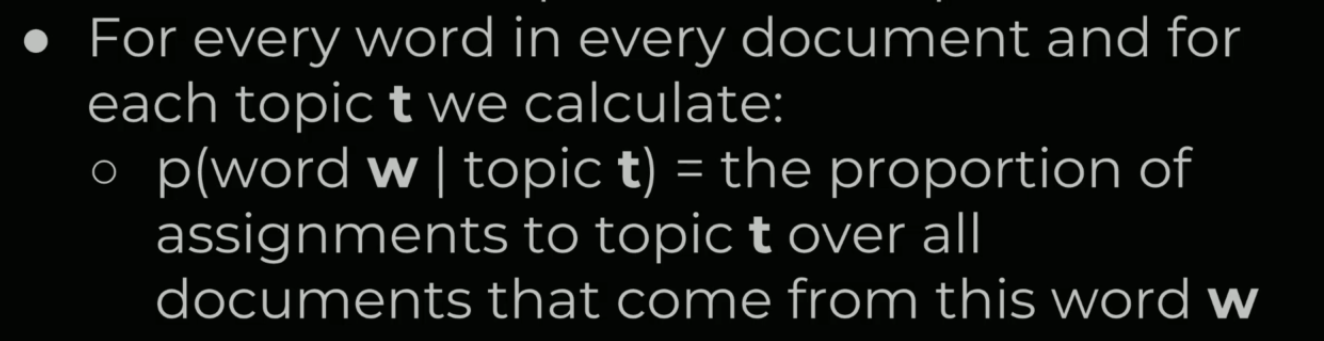 ● For every word in every document and for
each topic t we calculate:
○ p(word w | topic t) = the proportion of
assignments to topic t over all
documents that come from this word w